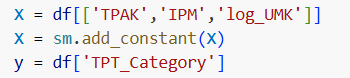 X = df[['TPAK','IPM','log_UMK']]
X = sm.add_constant(X)
y = df['TPT_Category']